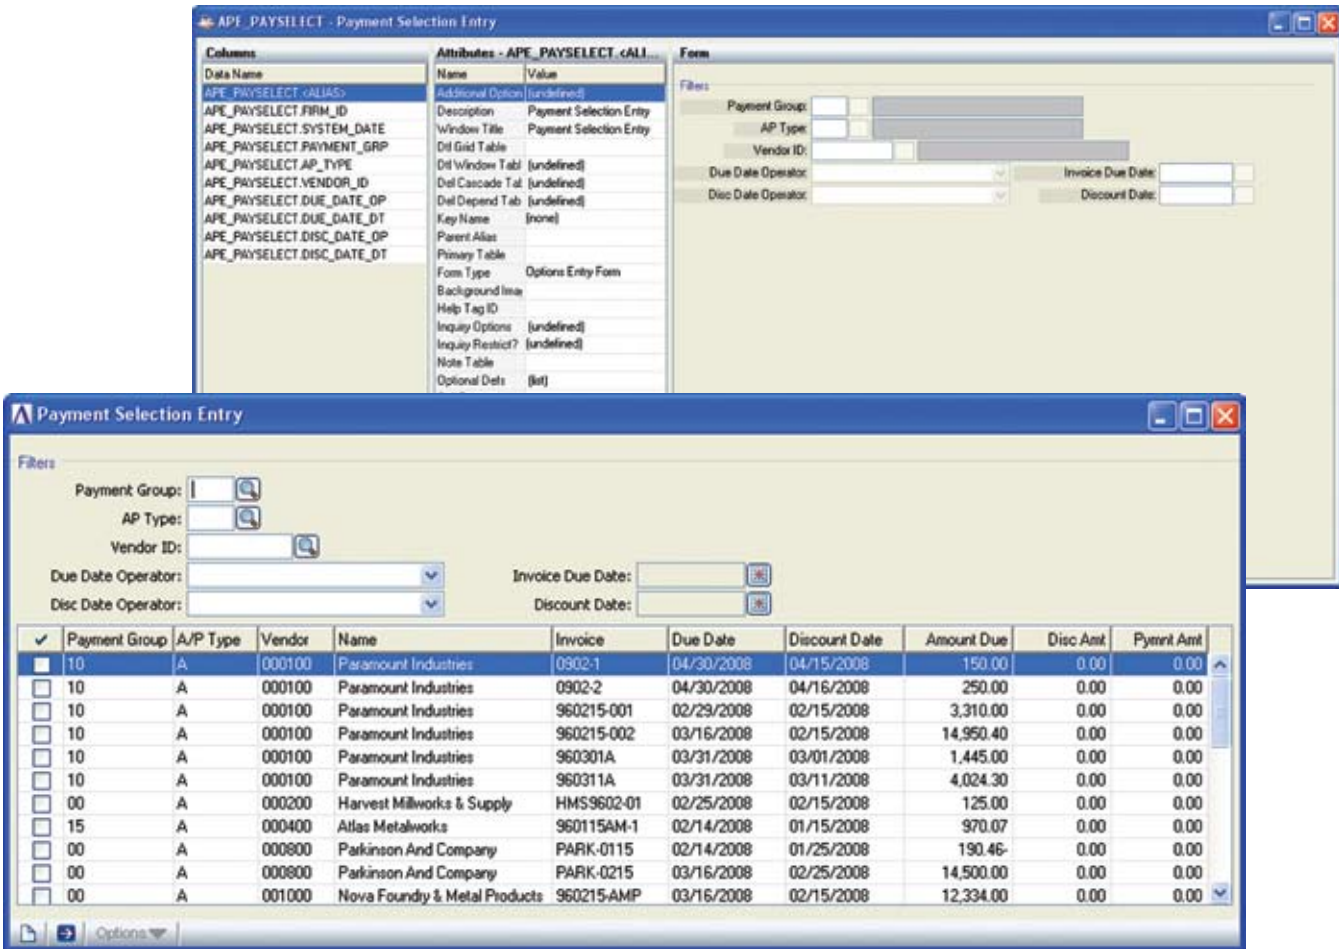 APE_PAYSELECT - Payment Selection Entry
Columns
Data Name
APE_PAYSELECT.<ALIAS>
APE_PAYSELECT.FIRM_ID
APE_PAYSELECT.SYSTEM_DATE
APE_PAYSELECT.PAYMENT_GRP
APE_PAYSELECT.AP_TYPE
APE_PAYSELECT.VENDOR_ID
APE_PAYSELECT.DUE_DATE_OP
APE_PAYSELECT.DUE_DATE_DT
APE_PAYSELECT.DISC_DATE_OP
APE_PAYSELECT.DISC_DATE_DT
Attributes - APE_PAYSELECT.<ALI...
Name Value
Additional Option (undefined)
Description Payment Selection Entry
Window Title Payment Selection Entry
Dtl Grid Table
Dtl Window Tabl (undefined)
Del Cascade Tal (undefined)
Del Depend Tab (undefined)
Key Name (none)
Parent Alias
Primary Table
Form Type Options Entry Form
Background Imag
Help Tag ID
Inquiry Options (undefined)
Inquiry Restrict? (undefined)
Note Table
Optional Defs (list)
Form
Filters
Payment Group:
AP Type:
Vendor ID:
Due Date Operator: Invoice Due Date:
Disc Date Operator: Discount Date:
Payment Selection Entry
Filters
Payment Group:
AP Type:
Vendor ID:
Due Date Operator: Invoice Due Date:
Disc Date Operator: Discount Date:
Payment Group A/P Type Vendor Name Invoice Due Date Discount Date Amount Due Disc Amt Pymnt Amt
10 A 000100 Paramount Industries 0902-1 04/30/2008 04/15/2008 150.00 0.00 0.00
10 A 000100 Paramount Industries 0902-2 04/30/2008 04/16/2008 250.00 0.00 0.00
10 A 000100 Paramount Industries 960215-001 02/29/2008 02/15/2008 3,310.00 0.00 0.00
10 A 000100 Paramount Industries 960215-002 03/16/2008 02/15/2008 14,950.40 0.00 0.00
10 A 000100 Paramount Industries 960301A 03/31/2008 03/01/2008 1,445.00 0.00 0.00
10 A 000100 Paramount Industries 960311A 03/31/2008 03/11/2008 4,024.30 0.00 0.00
00 A 000200 Harvest Millworks & Supply HMS9602-01 02/25/2008 02/15/2008 125.00 0.00 0.00
15 A 000400 Atlas Metalworks 960115AM-1 02/14/2008 01/15/2008 970.07 0.00 0.00
00 A 000800 Parkinson And Company PARK-0115 02/14/2008 01/25/2008 190.46- 0.00 0.00
00 A 000800 Parkinson And Company PARK-0215 03/16/2008 02/25/2008 14,500.00 0.00 0.00
00 A 001000 Nova Foundry & Metal Products 960215-AMP 03/16/2008 02/15/2008 12,334.00 0.00 0.00
Options